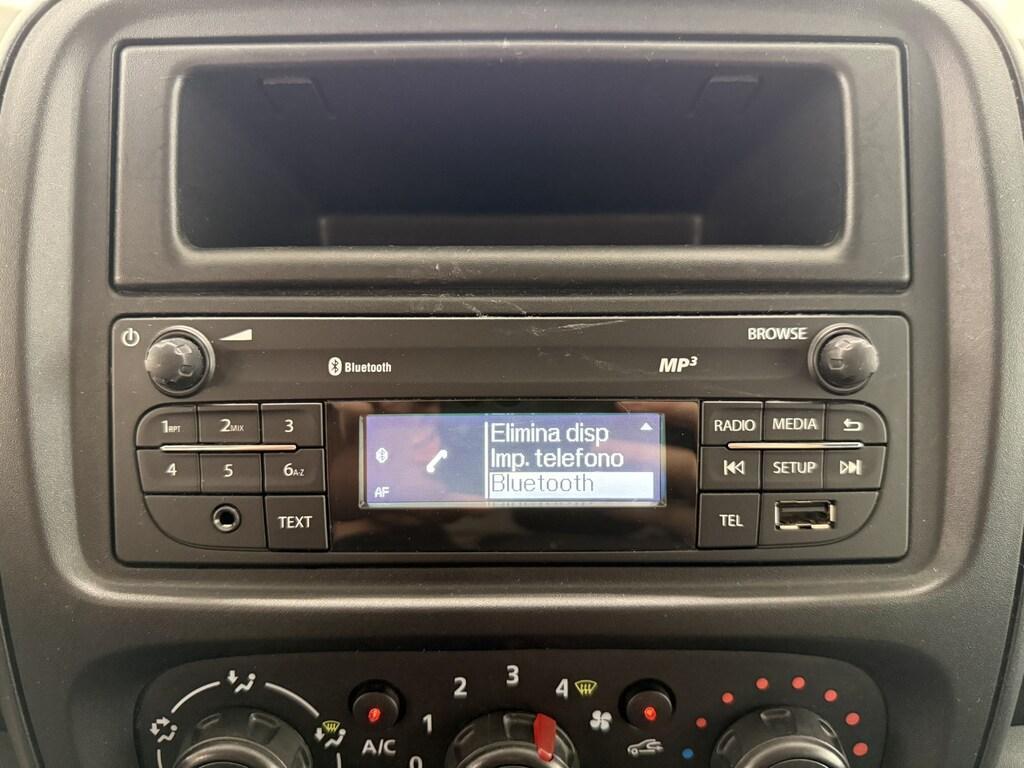 BROWSE
Bluetooth
MP3
1RPT 2MIX 3
RADIO MEDIA
Elimina disp
Imp. telefono
4 5 6A-Z
SETUP
Bluetooth
AF
TEXT
TEL
3
2
4
1
A/C
0